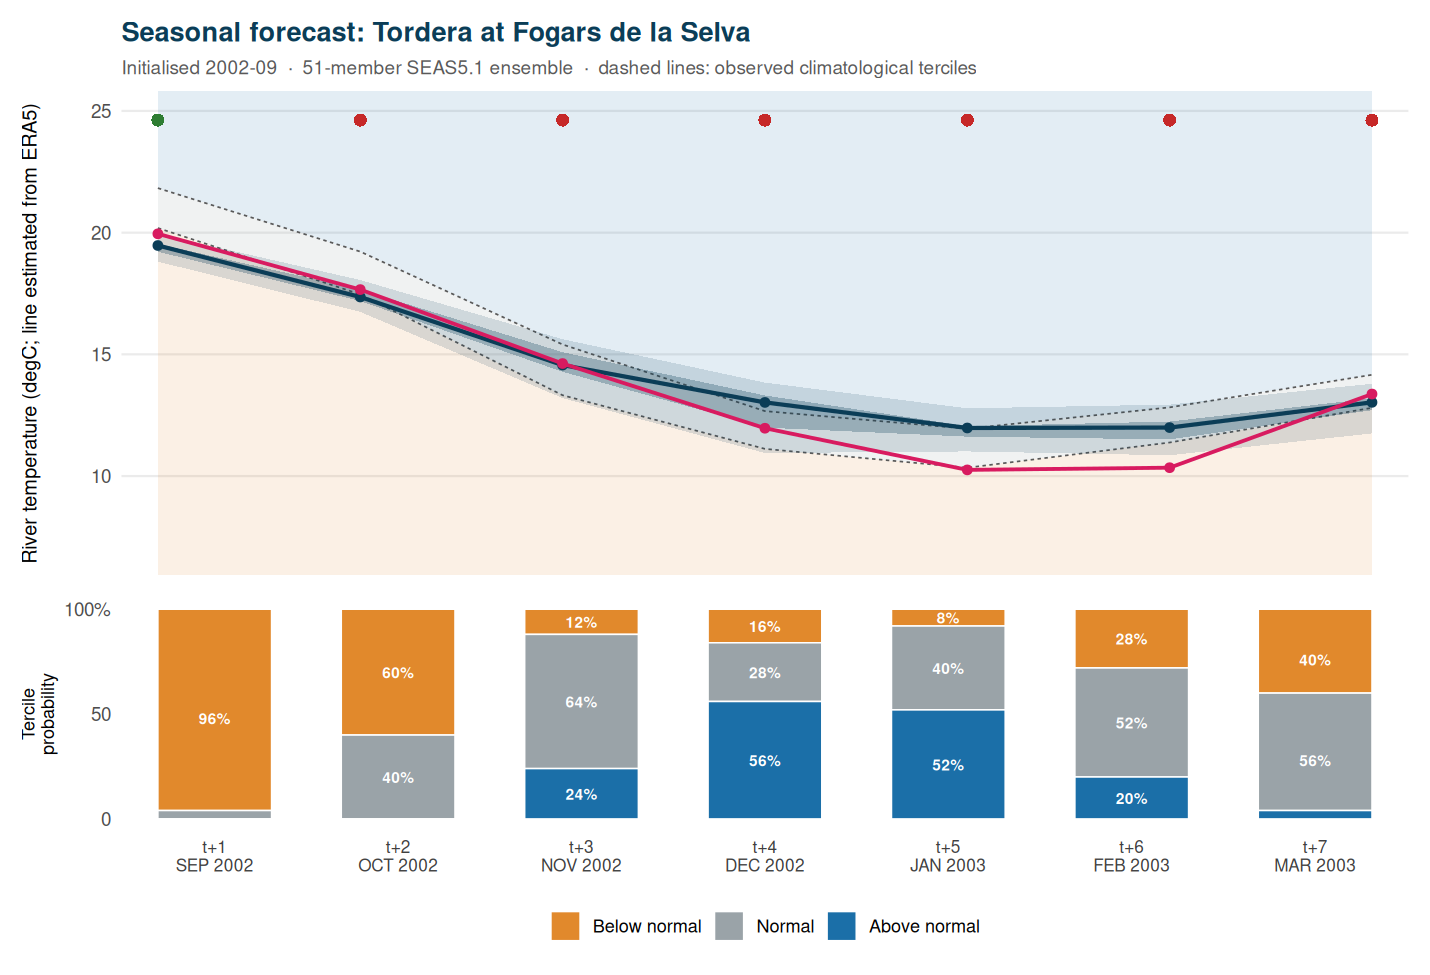 Seasonal forecast: Tordera at Fogars de la Selva
Initialised 2002-09 · 51-member SEAS5.1 ensemble · dashed lines: observed climatological terciles
River temperature (degC; line estimated from ERA5)
25
20
15
10
Tercile
probability
100%
50
0
96%
60%
40%
12%
64%
24%
16%
28%
56%
8%
40%
52%
28%
52%
20%
40%
56%
t+1
SEP 2002
t+2
OCT 2002
t+3
NOV 2002
t+4
DEC 2002
t+5
JAN 2003
t+6
FEB 2003
t+7
MAR 2003
Below normal
Normal
Above normal